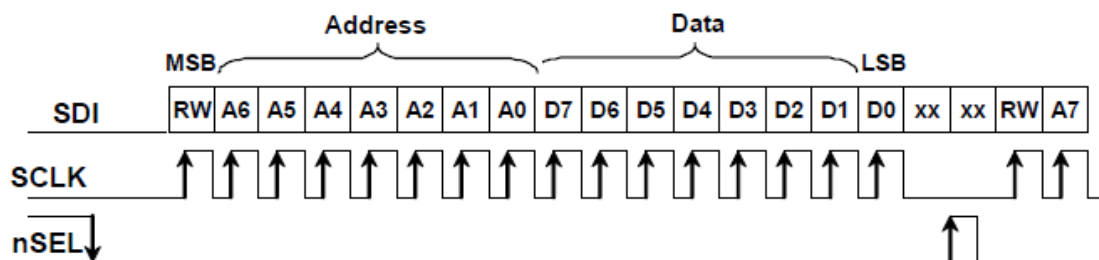 Address Data
MSB LSB
SDI RW A6 A5 A4 A3 A2 A1 A0 D7 D6 D5 D4 D3 D2 D1 D0 xx xx RW A7
SCLK
nSEL